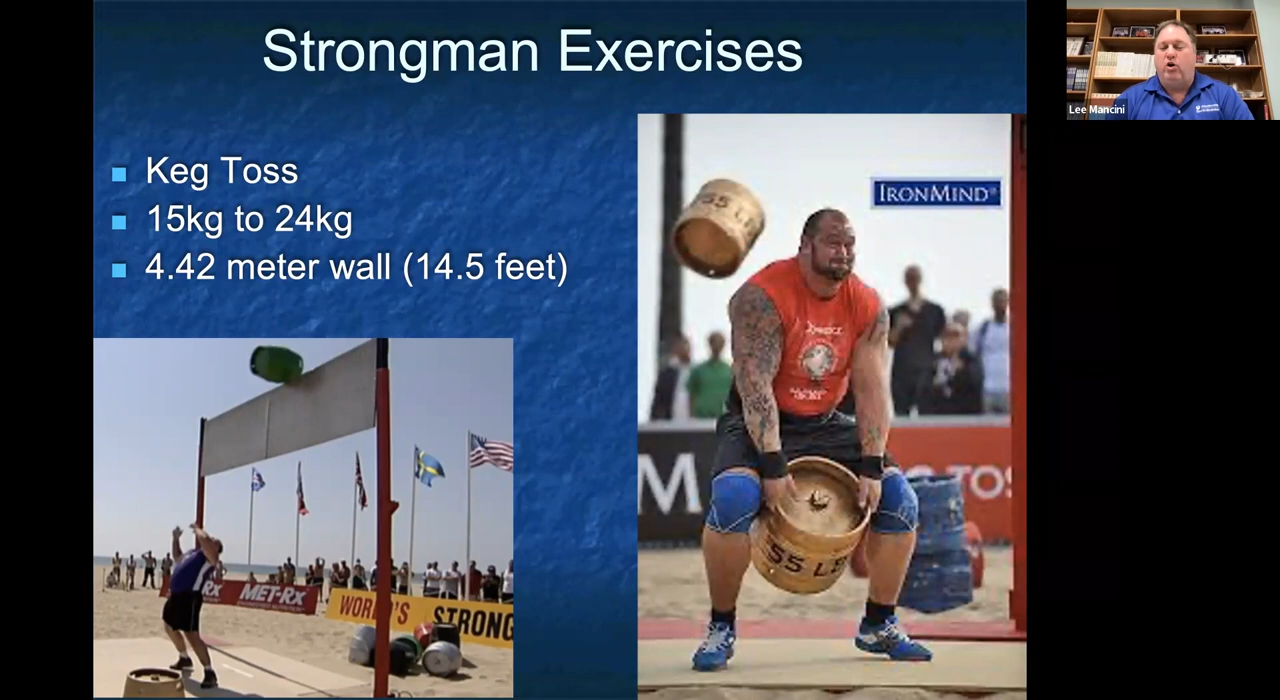 Strongman Exercises
Keg Toss
15kg to 24kg
4.42 meter wall (14.5 feet)
IRONMIND®
55 LB
55 LB
M
TOS
MET-RX
WORLD'S STRONG
Lee Mancini